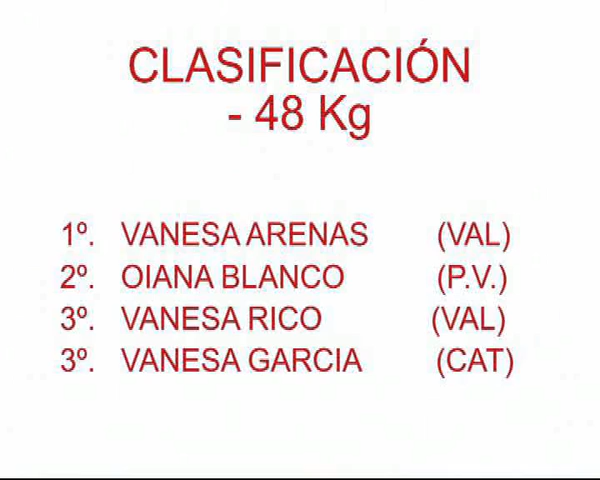 CLASIFICACIÓN
- 48 Kg
1º. VANESA ARENAS (VAL)
2º. OIANA BLANCO (P.V.)
3º. VANESA RICO (VAL)
3º. VANESA GARCIA (CAT)